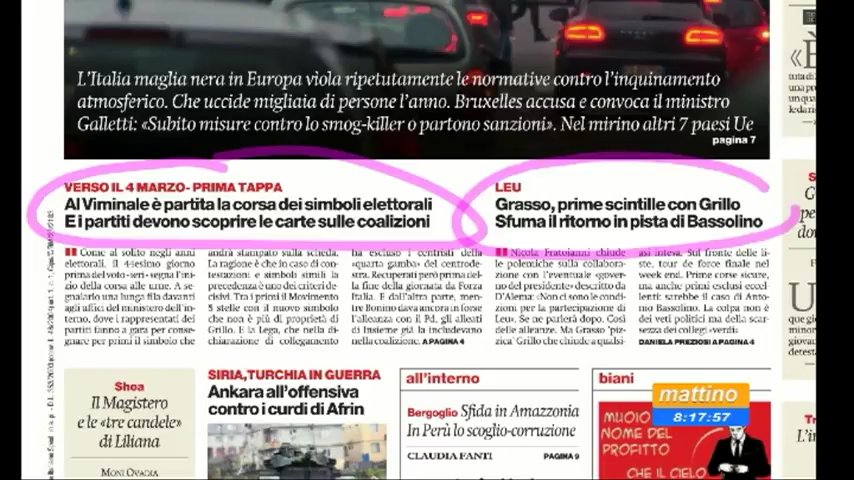 L'Italia maglia nera in Europa viola ripetutamente le normative contro l'inquinamento
atmosferico. Che uccide migliaia di persone l'anno. Bruxelles accusa e convoca il ministro
Galletti: «Subito misure contro lo smog-killer o partono sanzioni». Nel mirino altri 7 paesi Ue
pagina 7
VERSO IL 4 MARZO- PRIMA TAPPA
Al Viminale è partita la corsa dei simboli elettorali
E i partiti devono scoprire le carte sulle coalizioni
Come al solito negli anni
elettorali, il 44esimo giorno
prima del voto -ieri- segna l'ini-
zio della corsa alle urne. A se-
gnalarlo una lunga fila davanti
agli uffici del ministero dell'in-
terno, dove i rappresentati dei
partiti fanno a gara per conse-
gnare per primi il simbolo che
andrà stampato sulla scheda.
La ragione è che in caso di con-
testazioni e simboli simili la
precedenza è uno dei criteri de-
cisivi. Tra i primi il Movimento
5 stelle con il nuovo simbolo
che non è più di proprietà di
Grillo. E la Lega, che nella di-
chiarazione di collegamento
ha escluso i centristi della
«quarta gamba» del centrode-
stra. Recuperati però prima del-
la fine della giornata da Forza
Italia. E dall'altra parte, men-
tre Bonino dava ancora in forse
l'alleanza con il Pd, gli alleati
di Insieme già la includevano
nella coalizione. A PAGINA 4
LEU
Grasso, prime scintille con Grillo
Sfuma il ritorno in pista di Bassolino
Nicola Fratoianni chiude
le polemiche sulla collabora-
zione con l'eventuale «gover-
no del presidente» descritto da
D'Alema: «Non ci sono le condi-
zioni per la partecipazione di
Leu». Se ne parlerà dopo. Così
delle alleanze. Ma Grasso 'piz-
zica' Grillo che chiude a qualsi-
asi intesa. Sul fronte delle li-
ste, tour de force finale nel
week end. Prime corse sicure,
ma anche primi esclusi eccel-
lenti: sarebbe il caso di Anto-
nio Bassolino. La colpa non è
dei veti politici ma della scar-
sezza dei collegi «verdi»
DANIELA PREZIOSI A PAGINA 4
Shoa
Il Magistero
e le «tre candele»
di Liliana
MONI OVADIA
SIRIA, TURCHIA IN GUERRA
Ankara all'offensiva
contro i curdi di Afrin
all'interno
Bergoglio Sfida in Amazzonia
In Perù lo scoglio-corruzione
CLAUDIA FANTI
PAGINA 9
biani
MUOIO
NOME DEL
PROFITTO
CHE IL CIELO
mattino
8:17:57